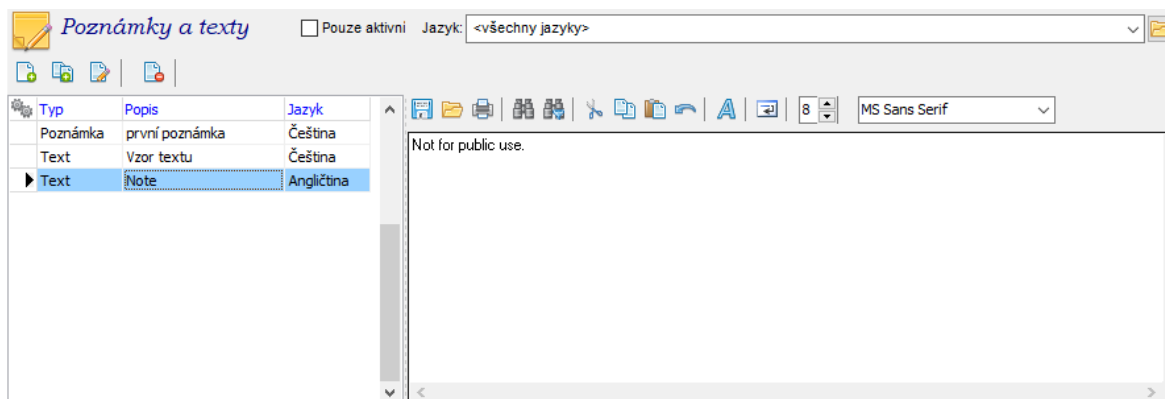 Poznámky a texty Pouze aktivní Jazyk: <všechny jazyky>
Typ Popis Jazyk 8 MS Sans Serif
Poznámka první poznámka Čeština
Not for public use.
Text Vzor textu Čeština
Text Note Angličtina